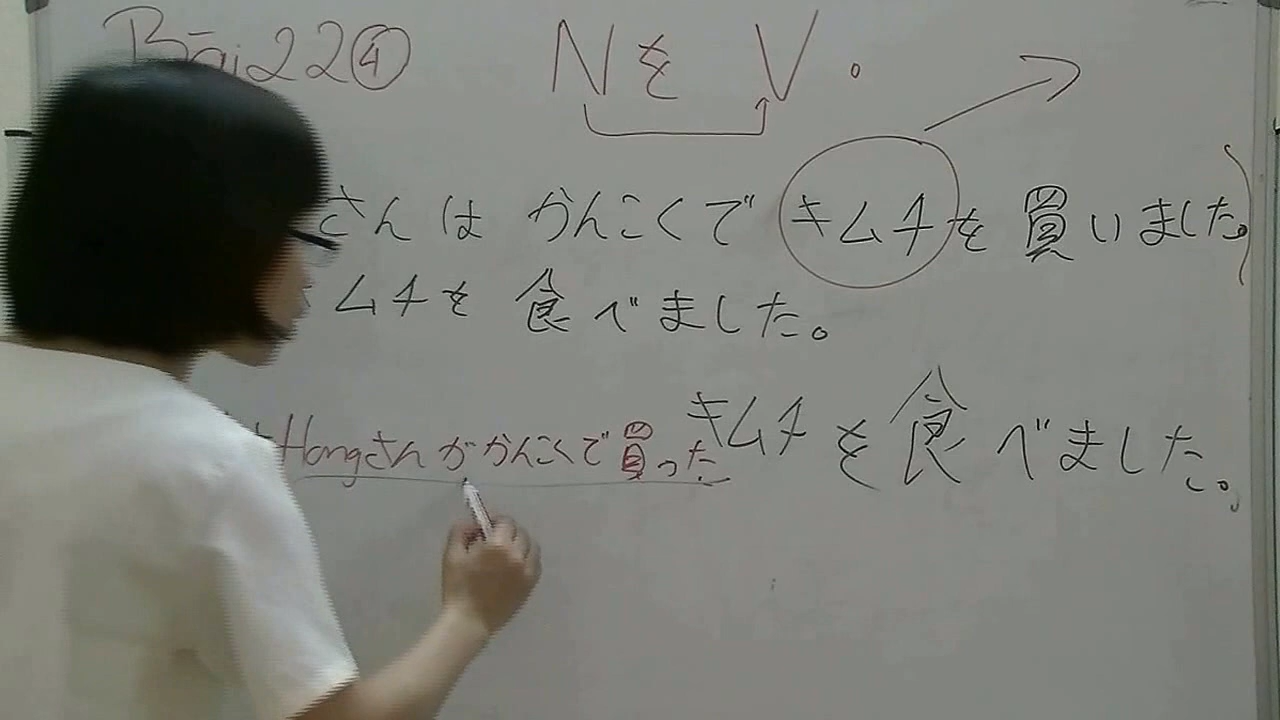 Bài 22 ④
NをV。
さんは かんこくで キムチを 買いました。
ムチを 食べました。
Hongさんが かんこくで 買った キムチを 食べました。